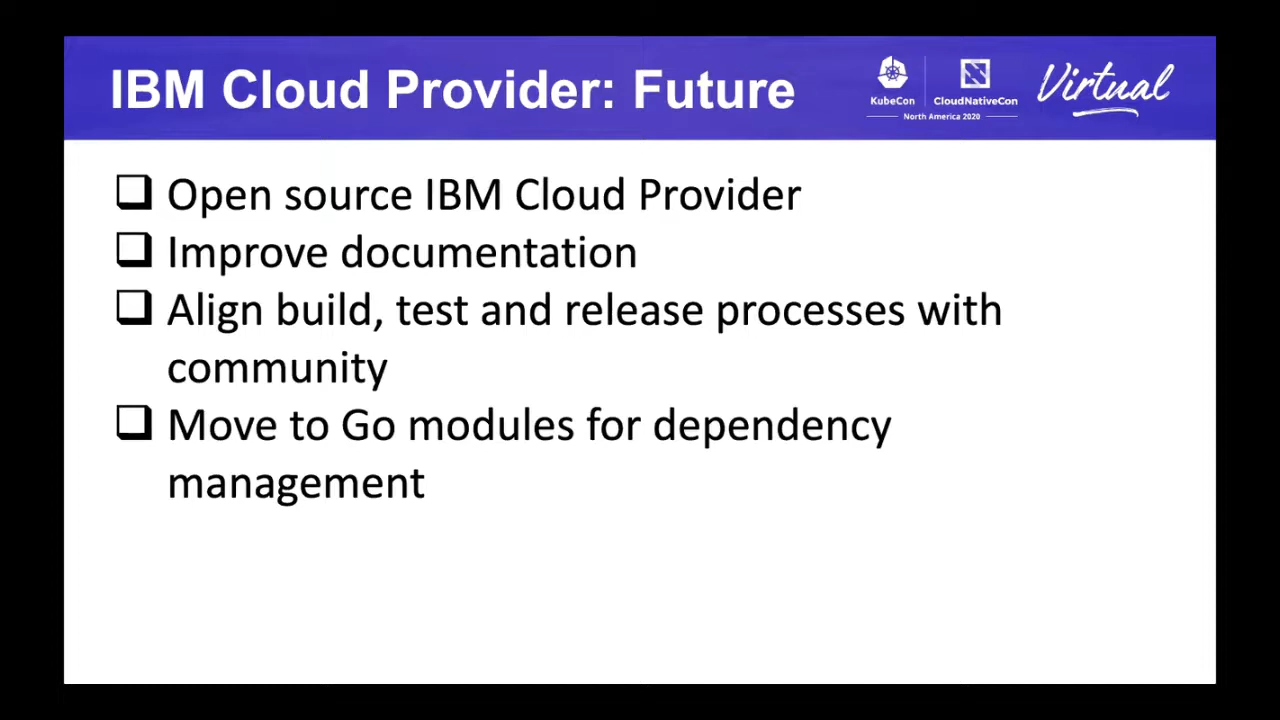 IBM Cloud Provider: Future
KubeCon
CloudNativeCon
North America 2020
Virtual
Open source IBM Cloud Provider
Improve documentation
Align build, test and release processes with
community
Move to Go modules for dependency
management